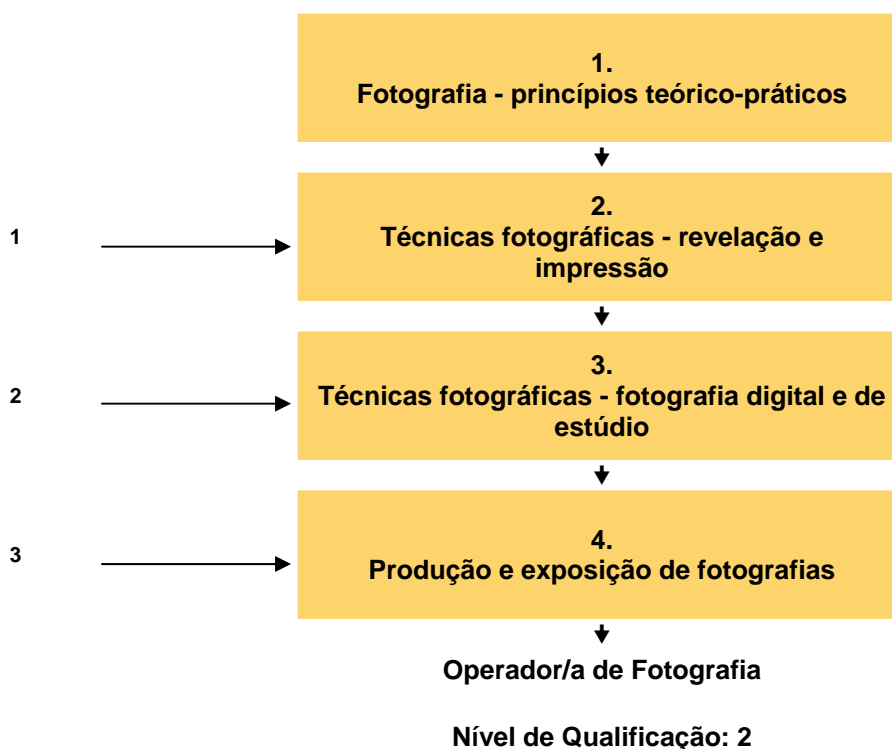 1.
Fotografia - princípios teórico-práticos
2.
Técnicas fotográficas - revelação e
impressão
1
3.
Técnicas fotográficas - fotografia digital e de
estúdio
2
4.
Produção e exposição de fotografias
3
Operador/a de Fotografia
Nível de Qualificação: 2